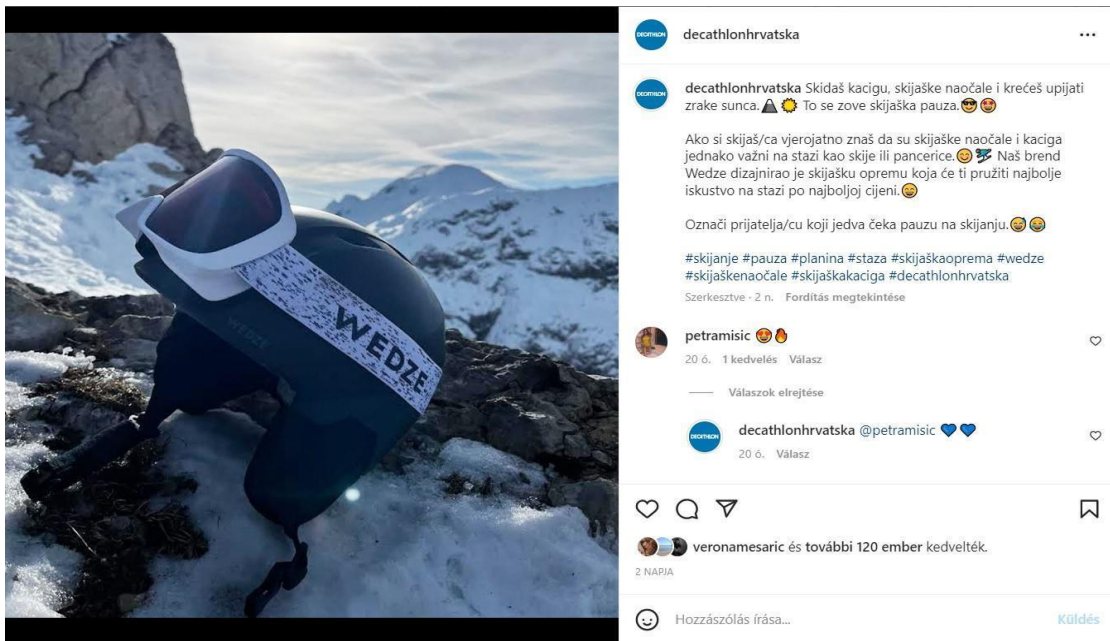 WEDZE
WEDZE
DECATHLON
decathlonhrvatska
DECATHLON
decathlonhrvatska Skidaš kacigu, skijaške naočale i krećeš upijati
zrake sunca.⛰️🌞 To se zove skijaška pauza.😎🤩
Ako si skijaš/ca vjerojatno znaš da su skijaške naočale i kaciga
jednako važni na stazi kao skije ili pancerice.😊⛷️ Naš brend
Wedze dizajnirao je skijašku opremu koja će ti pružiti najbolje
iskustvo na stazi po najboljoj cijeni.😄
Označi prijatelja/cu koji jedva čeka pauzu na skijanju.😅😂
#skijanje #pauza #planina #staza #skijaškaoprema #wedze
#skijaškenaočale #skijaškakaciga #decathlonhrvatska
Szerkesztve · 2 n. Fordítás megtekintése
petramisic 😍🔥
20 ó. 1 kedvelés Válasz
Válaszok elrejtése
DECATHLON
decathlonhrvatska @petramisic 💙💙
20 ó. Válasz
veronamesaric és további 120 ember kedvelték.
2 NAPJA
Hozzászólás írása...
Küldés